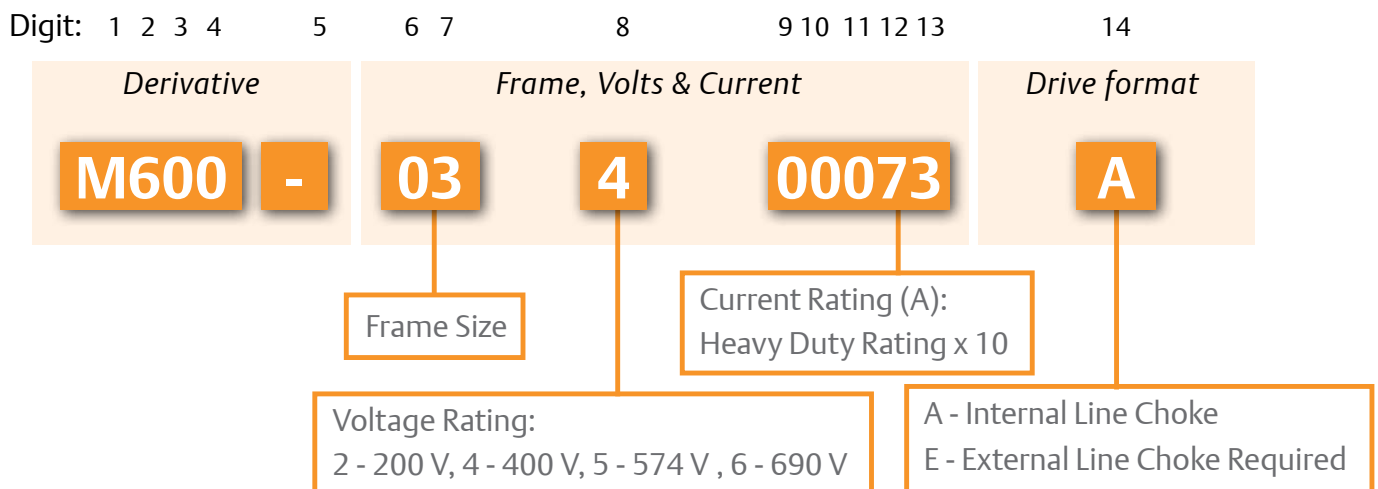 Digit: 1 2 3 4 5 6 7 8 9 10 11 12 13 14
Derivative Frame, Volts & Current Drive format
M600 - 03 4 00073 A
Frame Size
Current Rating (A):
Heavy Duty Rating x 10
Voltage Rating:
2 - 200 V, 4 - 400 V, 5 - 574 V , 6 - 690 V
A - Internal Line Choke
E - External Line Choke Required